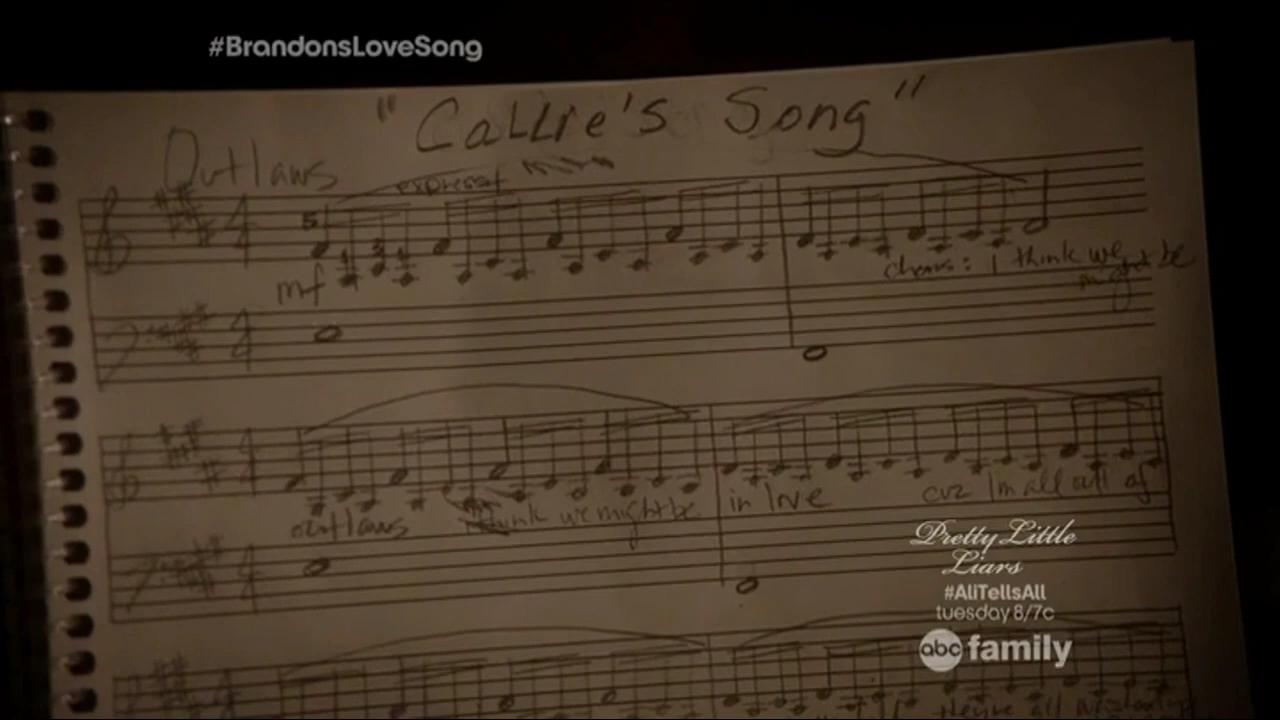 #BrandonsLoveSong
"Callie's Song"
Outlaws
mf
chorus: I think we
might be
outlaws think we might be in love cuz I'm all out of
Pretty Little
Liars
#AliTellsAll
tuesday 8/7c
abc family